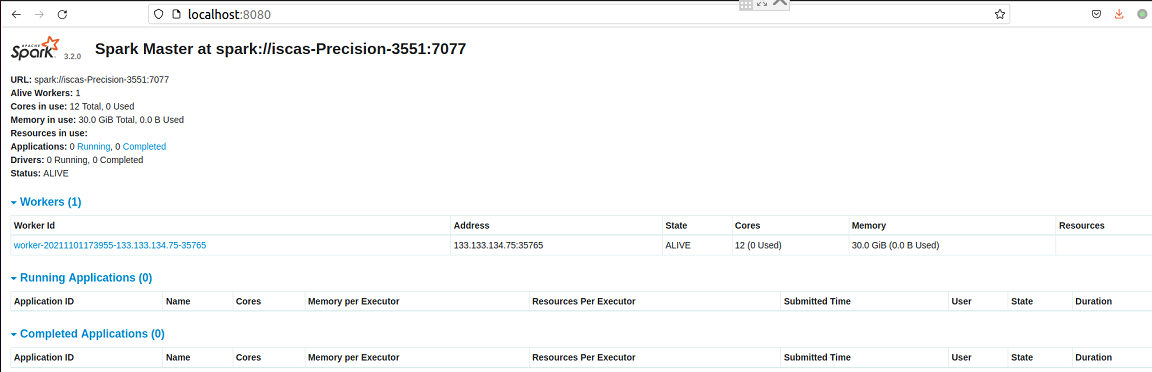 localhost:8080
APACHE
Spark 3.2.0 Spark Master at spark://iscas-Precision-3551:7077
URL: spark://iscas-Precision-3551:7077
Alive Workers: 1
Cores in use: 12 Total, 0 Used
Memory in use: 30.0 GiB Total, 0.0 B Used
Resources in use:
Applications: 0 Running, 0 Completed
Drivers: 0 Running, 0 Completed
Status: ALIVE
Workers (1)
Worker Id Address State Cores Memory Resources
worker-20211101173955-133.133.134.75-35765 133.133.134.75:35765 ALIVE 12 (0 Used) 30.0 GiB (0.0 B Used)
Running Applications (0)
Application ID Name Cores Memory per Executor Resources Per Executor Submitted Time User State Duration
Completed Applications (0)
Application ID Name Cores Memory per Executor Resources Per Executor Submitted Time User State Duration